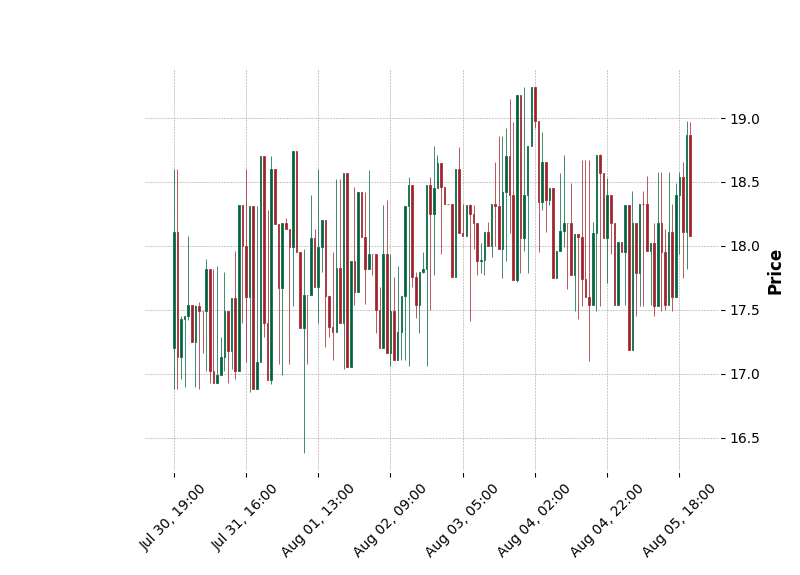 19.0
18.5
18.0
17.5
17.0
16.5
Price
Jul 30, 19:00
Jul 31, 16:00
Aug 01, 13:00
Aug 02, 09:00
Aug 03, 05:00
Aug 04, 02:00
Aug 04, 22:00
Aug 05, 18:00